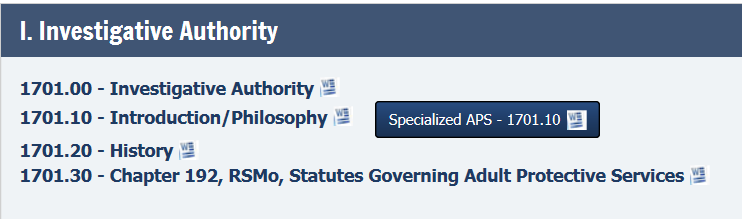 I. Investigative Authority
1701.00 - Investigative Authority
1701.10 - Introduction/Philosophy Specialized APS - 1701.10
1701.20 - History
1701.30 - Chapter 192, RSMo, Statutes Governing Adult Protective Services